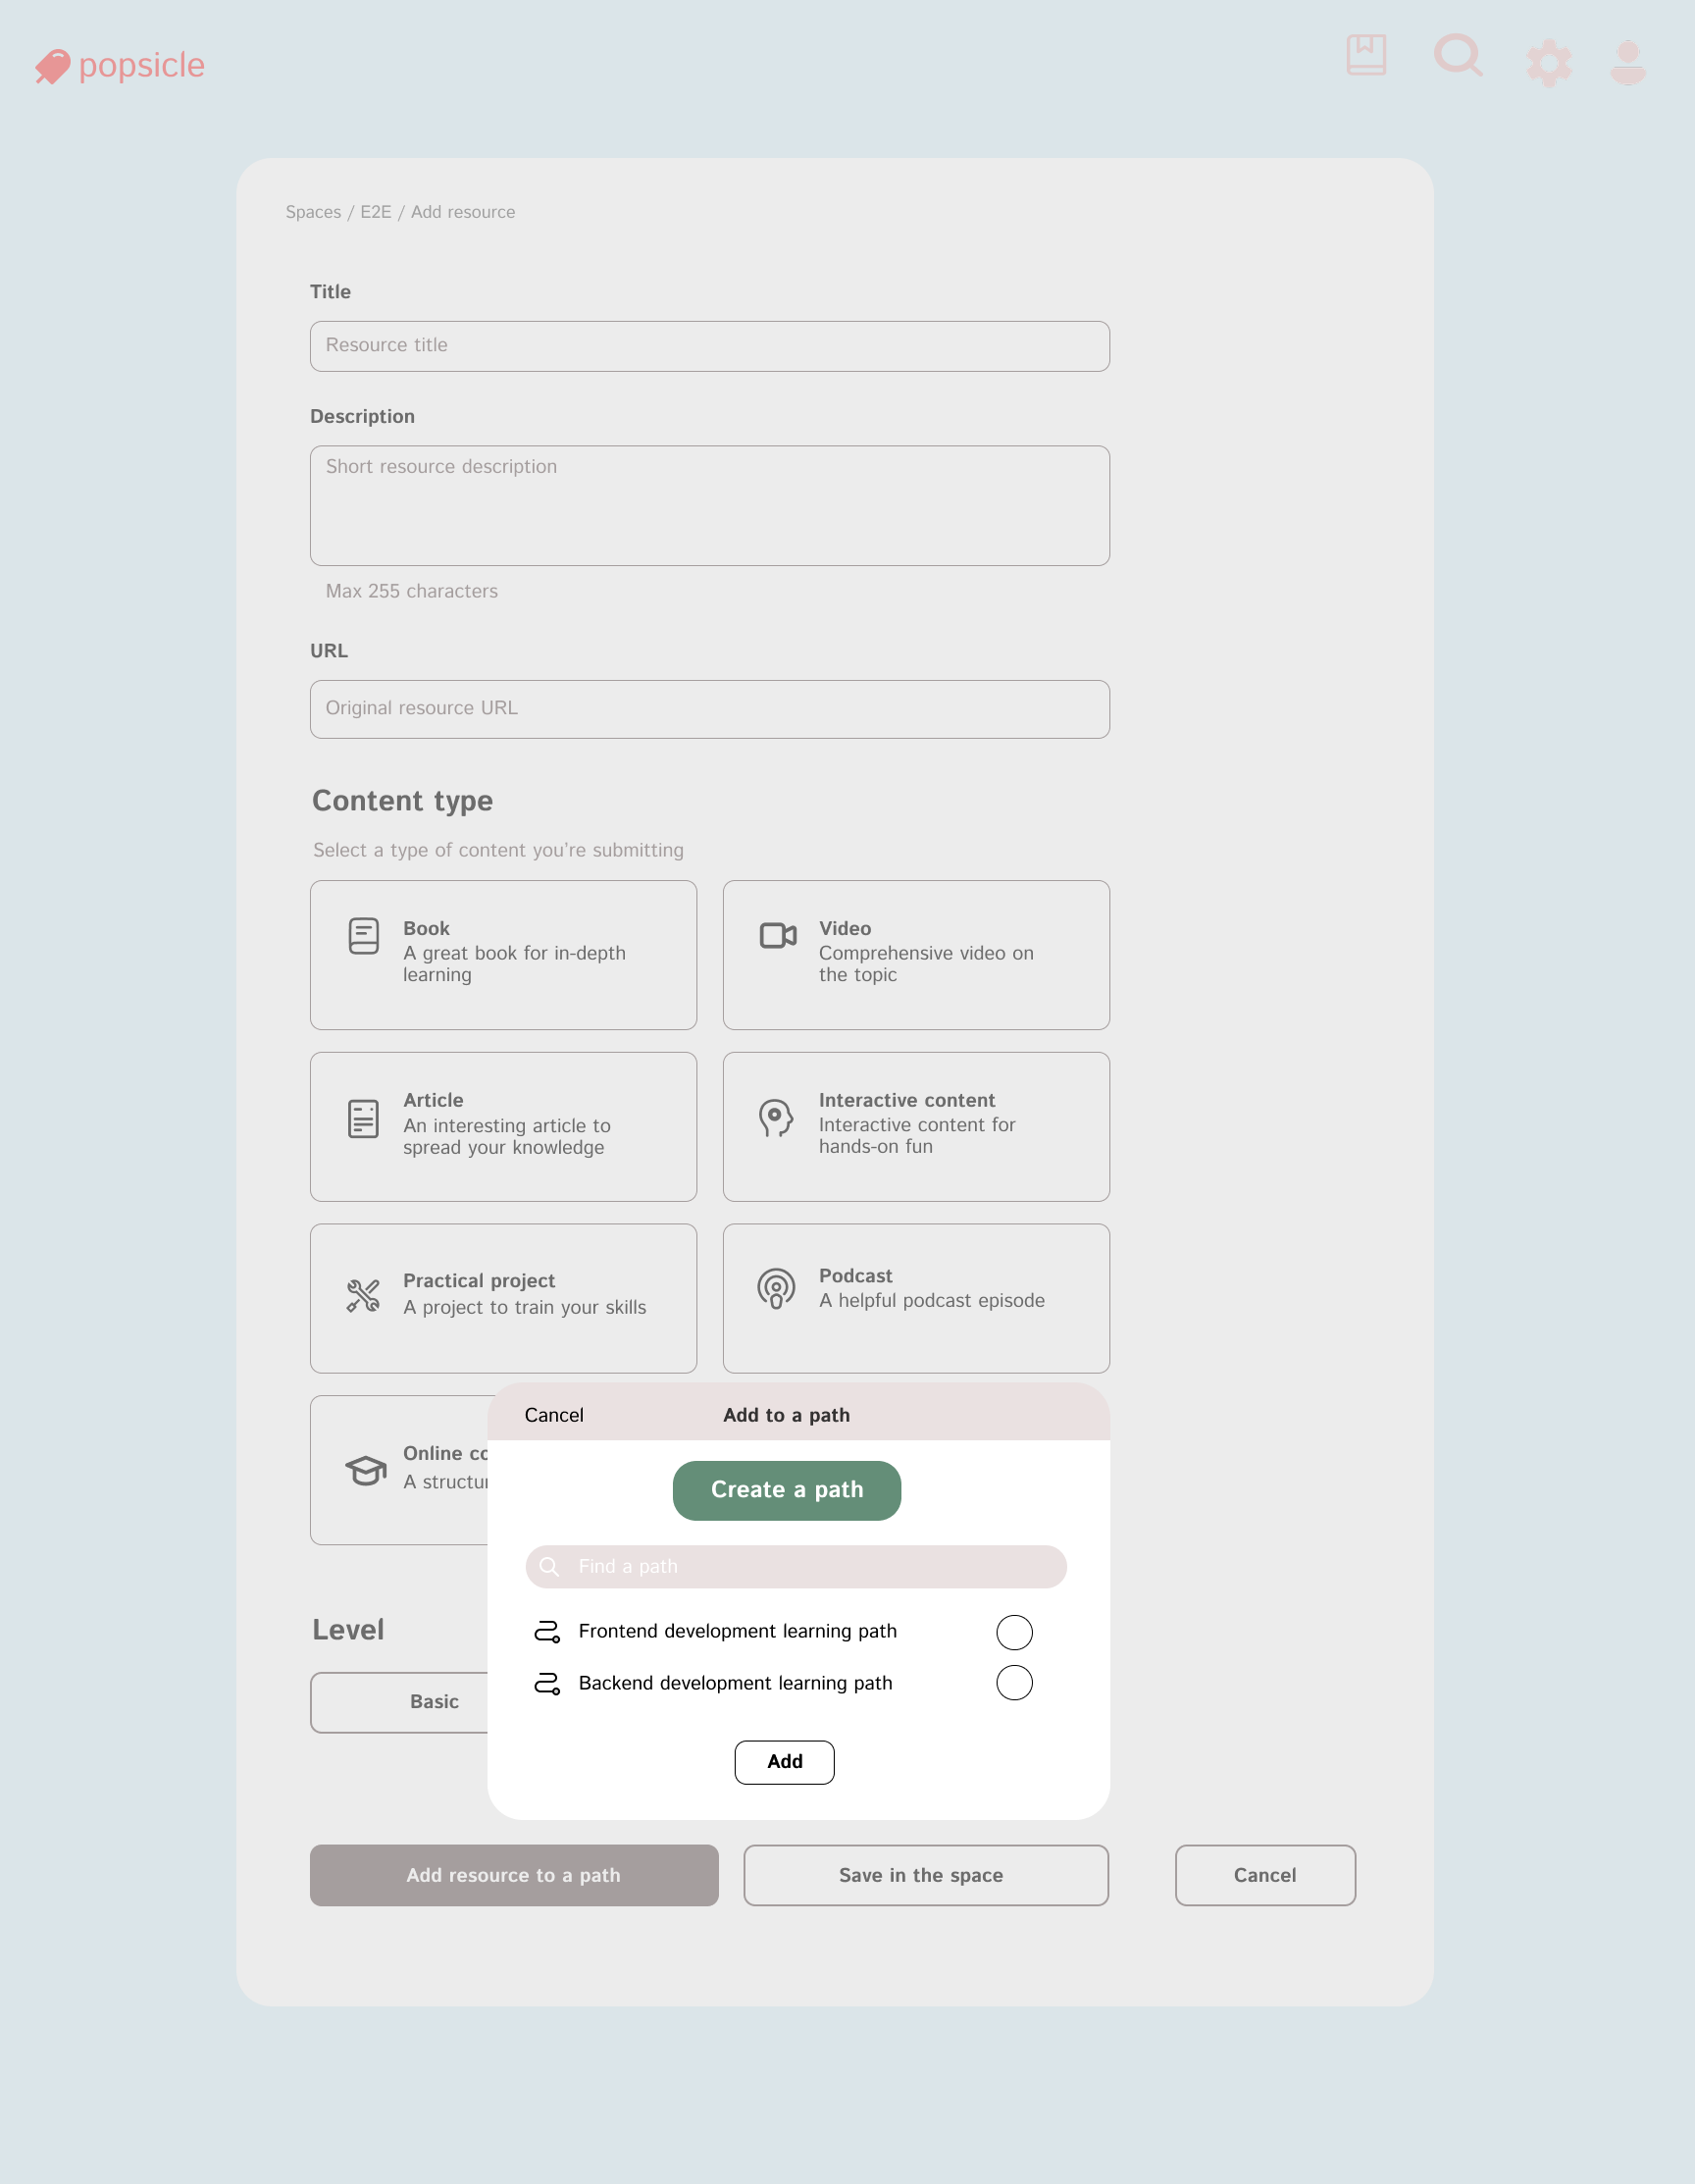 popsicle
Spaces / E2E / Add resource
Title
Resource title
Description
Short resource description
Max 255 characters
URL
Original resource URL
Content type
Select a type of content you’re submitting
Book
A great book for in-depth
learning
Video
Comprehensive video on
the topic
Article
An interesting article to
spread your knowledge
Interactive content
Interactive content for
hands-on fun
Practical project
A project to train your skills
Podcast
A helpful podcast episode
Online
A
Cancel
Add to a path
Create a path
Find a path
Frontend development learning path
Backend development learning path
Add
Level
Basic
Add resource to a path
Save in the space
Cancel